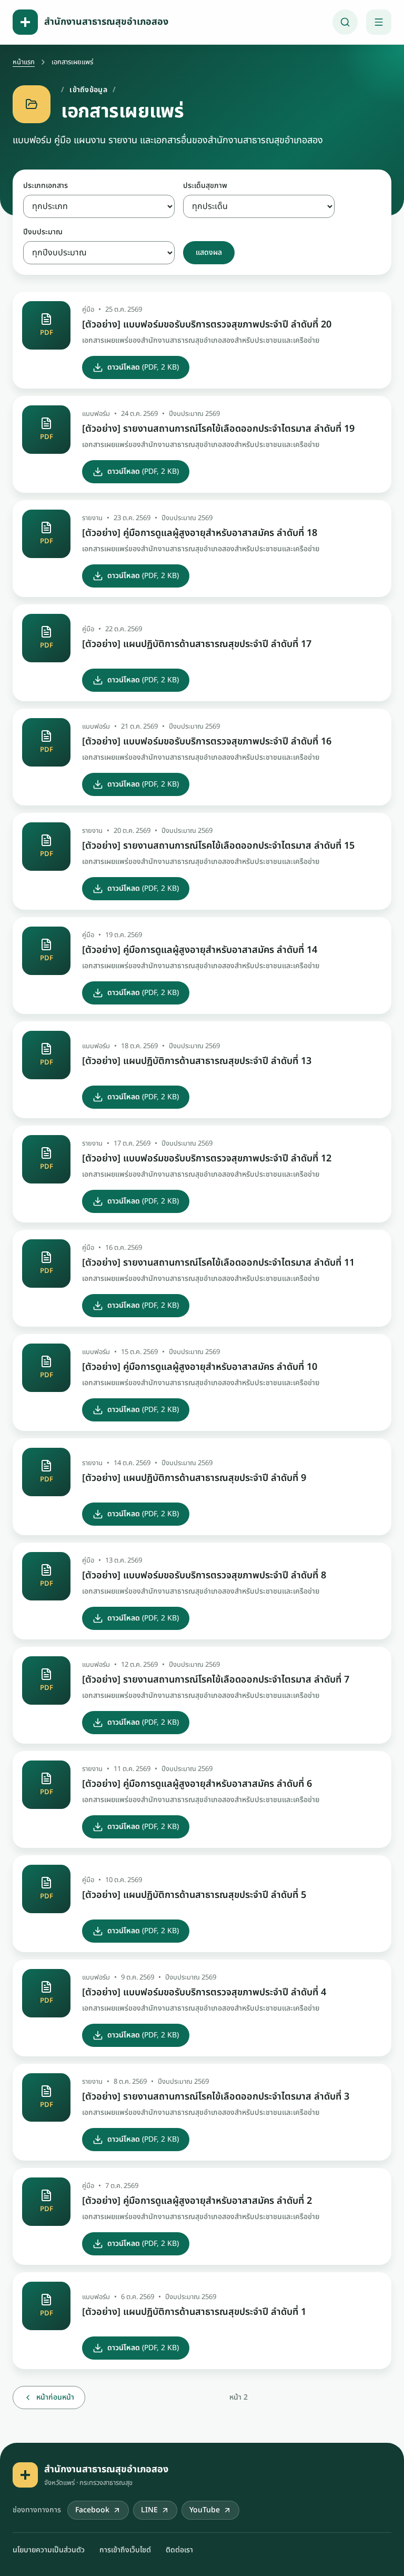 สำนักงานสาธารณสุขอำเภอสอง
หน้าแรก
เอกสารเผยแพร่
/ เข้าถึงข้อมูล /
เอกสารเผยแพร่
แบบฟอร์ม คู่มือ แผนงาน รายงาน และเอกสารอื่นของสำนักงานสาธารณสุขอำเภอสอง
ประเภทเอกสาร
ทุกประเภท
ประเด็นสุขภาพ
ทุกประเด็น
ปีงบประมาณ
ทุกปีงบประมาณ
แสดงผล
PDF
คู่มือ • 25 ต.ค. 2569
[ตัวอย่าง] แบบฟอร์มขอรับบริการตรวจสุขภาพประจำปี ลำดับที่ 20
เอกสารเผยแพร่ของสำนักงานสาธารณสุขอำเภอสองสำหรับประชาชนและเครือข่าย
ดาวน์โหลด (PDF, 2 KB)
PDF
แบบฟอร์ม • 24 ต.ค. 2569 • ปีงบประมาณ 2569
[ตัวอย่าง] รายงานสถานการณ์โรคไข้เลือดออกประจำไตรมาส ลำดับที่ 19
เอกสารเผยแพร่ของสำนักงานสาธารณสุขอำเภอสองสำหรับประชาชนและเครือข่าย
ดาวน์โหลด (PDF, 2 KB)
PDF
รายงาน • 23 ต.ค. 2569 • ปีงบประมาณ 2569
[ตัวอย่าง] คู่มือการดูแลผู้สูงอายุสำหรับอาสาสมัคร ลำดับที่ 18
เอกสารเผยแพร่ของสำนักงานสาธารณสุขอำเภอสองสำหรับประชาชนและเครือข่าย
ดาวน์โหลด (PDF, 2 KB)
PDF
คู่มือ • 22 ต.ค. 2569
[ตัวอย่าง] แผนปฏิบัติการด้านสาธารณสุขประจำปี ลำดับที่ 17
ดาวน์โหลด (PDF, 2 KB)
PDF
แบบฟอร์ม • 21 ต.ค. 2569 • ปีงบประมาณ 2569
[ตัวอย่าง] แบบฟอร์มขอรับบริการตรวจสุขภาพประจำปี ลำดับที่ 16
เอกสารเผยแพร่ของสำนักงานสาธารณสุขอำเภอสองสำหรับประชาชนและเครือข่าย
ดาวน์โหลด (PDF, 2 KB)
PDF
รายงาน • 20 ต.ค. 2569 • ปีงบประมาณ 2569
[ตัวอย่าง] รายงานสถานการณ์โรคไข้เลือดออกประจำไตรมาส ลำดับที่ 15
เอกสารเผยแพร่ของสำนักงานสาธารณสุขอำเภอสองสำหรับประชาชนและเครือข่าย
ดาวน์โหลด (PDF, 2 KB)
PDF
คู่มือ • 19 ต.ค. 2569
[ตัวอย่าง] คู่มือการดูแลผู้สูงอายุสำหรับอาสาสมัคร ลำดับที่ 14
เอกสารเผยแพร่ของสำนักงานสาธารณสุขอำเภอสองสำหรับประชาชนและเครือข่าย
ดาวน์โหลด (PDF, 2 KB)
PDF
แบบฟอร์ม • 18 ต.ค. 2569 • ปีงบประมาณ 2569
[ตัวอย่าง] แผนปฏิบัติการด้านสาธารณสุขประจำปี ลำดับที่ 13
ดาวน์โหลด (PDF, 2 KB)
PDF
รายงาน • 17 ต.ค. 2569 • ปีงบประมาณ 2569
[ตัวอย่าง] แบบฟอร์มขอรับบริการตรวจสุขภาพประจำปี ลำดับที่ 12
เอกสารเผยแพร่ของสำนักงานสาธารณสุขอำเภอสองสำหรับประชาชนและเครือข่าย
ดาวน์โหลด (PDF, 2 KB)
PDF
คู่มือ • 16 ต.ค. 2569
[ตัวอย่าง] รายงานสถานการณ์โรคไข้เลือดออกประจำไตรมาส ลำดับที่ 11
เอกสารเผยแพร่ของสำนักงานสาธารณสุขอำเภอสองสำหรับประชาชนและเครือข่าย
ดาวน์โหลด (PDF, 2 KB)
PDF
แบบฟอร์ม • 15 ต.ค. 2569 • ปีงบประมาณ 2569
[ตัวอย่าง] คู่มือการดูแลผู้สูงอายุสำหรับอาสาสมัคร ลำดับที่ 10
เอกสารเผยแพร่ของสำนักงานสาธารณสุขอำเภอสองสำหรับประชาชนและเครือข่าย
ดาวน์โหลด (PDF, 2 KB)
PDF
รายงาน • 14 ต.ค. 2569 • ปีงบประมาณ 2569
[ตัวอย่าง] แผนปฏิบัติการด้านสาธารณสุขประจำปี ลำดับที่ 9
ดาวน์โหลด (PDF, 2 KB)
PDF
คู่มือ • 13 ต.ค. 2569
[ตัวอย่าง] แบบฟอร์มขอรับบริการตรวจสุขภาพประจำปี ลำดับที่ 8
เอกสารเผยแพร่ของสำนักงานสาธารณสุขอำเภอสองสำหรับประชาชนและเครือข่าย
ดาวน์โหลด (PDF, 2 KB)
PDF
แบบฟอร์ม • 12 ต.ค. 2569 • ปีงบประมาณ 2569
[ตัวอย่าง] รายงานสถานการณ์โรคไข้เลือดออกประจำไตรมาส ลำดับที่ 7
เอกสารเผยแพร่ของสำนักงานสาธารณสุขอำเภอสองสำหรับประชาชนและเครือข่าย
ดาวน์โหลด (PDF, 2 KB)
PDF
รายงาน • 11 ต.ค. 2569 • ปีงบประมาณ 2569
[ตัวอย่าง] คู่มือการดูแลผู้สูงอายุสำหรับอาสาสมัคร ลำดับที่ 6
เอกสารเผยแพร่ของสำนักงานสาธารณสุขอำเภอสองสำหรับประชาชนและเครือข่าย
ดาวน์โหลด (PDF, 2 KB)
PDF
คู่มือ • 10 ต.ค. 2569
[ตัวอย่าง] แผนปฏิบัติการด้านสาธารณสุขประจำปี ลำดับที่ 5
ดาวน์โหลด (PDF, 2 KB)
PDF
แบบฟอร์ม • 9 ต.ค. 2569 • ปีงบประมาณ 2569
[ตัวอย่าง] แบบฟอร์มขอรับบริการตรวจสุขภาพประจำปี ลำดับที่ 4
เอกสารเผยแพร่ของสำนักงานสาธารณสุขอำเภอสองสำหรับประชาชนและเครือข่าย
ดาวน์โหลด (PDF, 2 KB)
PDF
รายงาน • 8 ต.ค. 2569 • ปีงบประมาณ 2569
[ตัวอย่าง] รายงานสถานการณ์โรคไข้เลือดออกประจำไตรมาส ลำดับที่ 3
เอกสารเผยแพร่ของสำนักงานสาธารณสุขอำเภอสองสำหรับประชาชนและเครือข่าย
ดาวน์โหลด (PDF, 2 KB)
PDF
คู่มือ • 7 ต.ค. 2569
[ตัวอย่าง] คู่มือการดูแลผู้สูงอายุสำหรับอาสาสมัคร ลำดับที่ 2
เอกสารเผยแพร่ของสำนักงานสาธารณสุขอำเภอสองสำหรับประชาชนและเครือข่าย
ดาวน์โหลด (PDF, 2 KB)
PDF
แบบฟอร์ม • 6 ต.ค. 2569 • ปีงบประมาณ 2569
[ตัวอย่าง] แผนปฏิบัติการด้านสาธารณสุขประจำปี ลำดับที่ 1
ดาวน์โหลด (PDF, 2 KB)
หน้าก่อนหน้า
หน้า 2
สำนักงานสาธารณสุขอำเภอสอง
จังหวัดแพร่ · กระทรวงสาธารณสุข
ช่องทางทางการ
Facebook
LINE
YouTube
นโยบายความเป็นส่วนตัว
การเข้าถึงเว็บไซต์
ติดต่อเรา